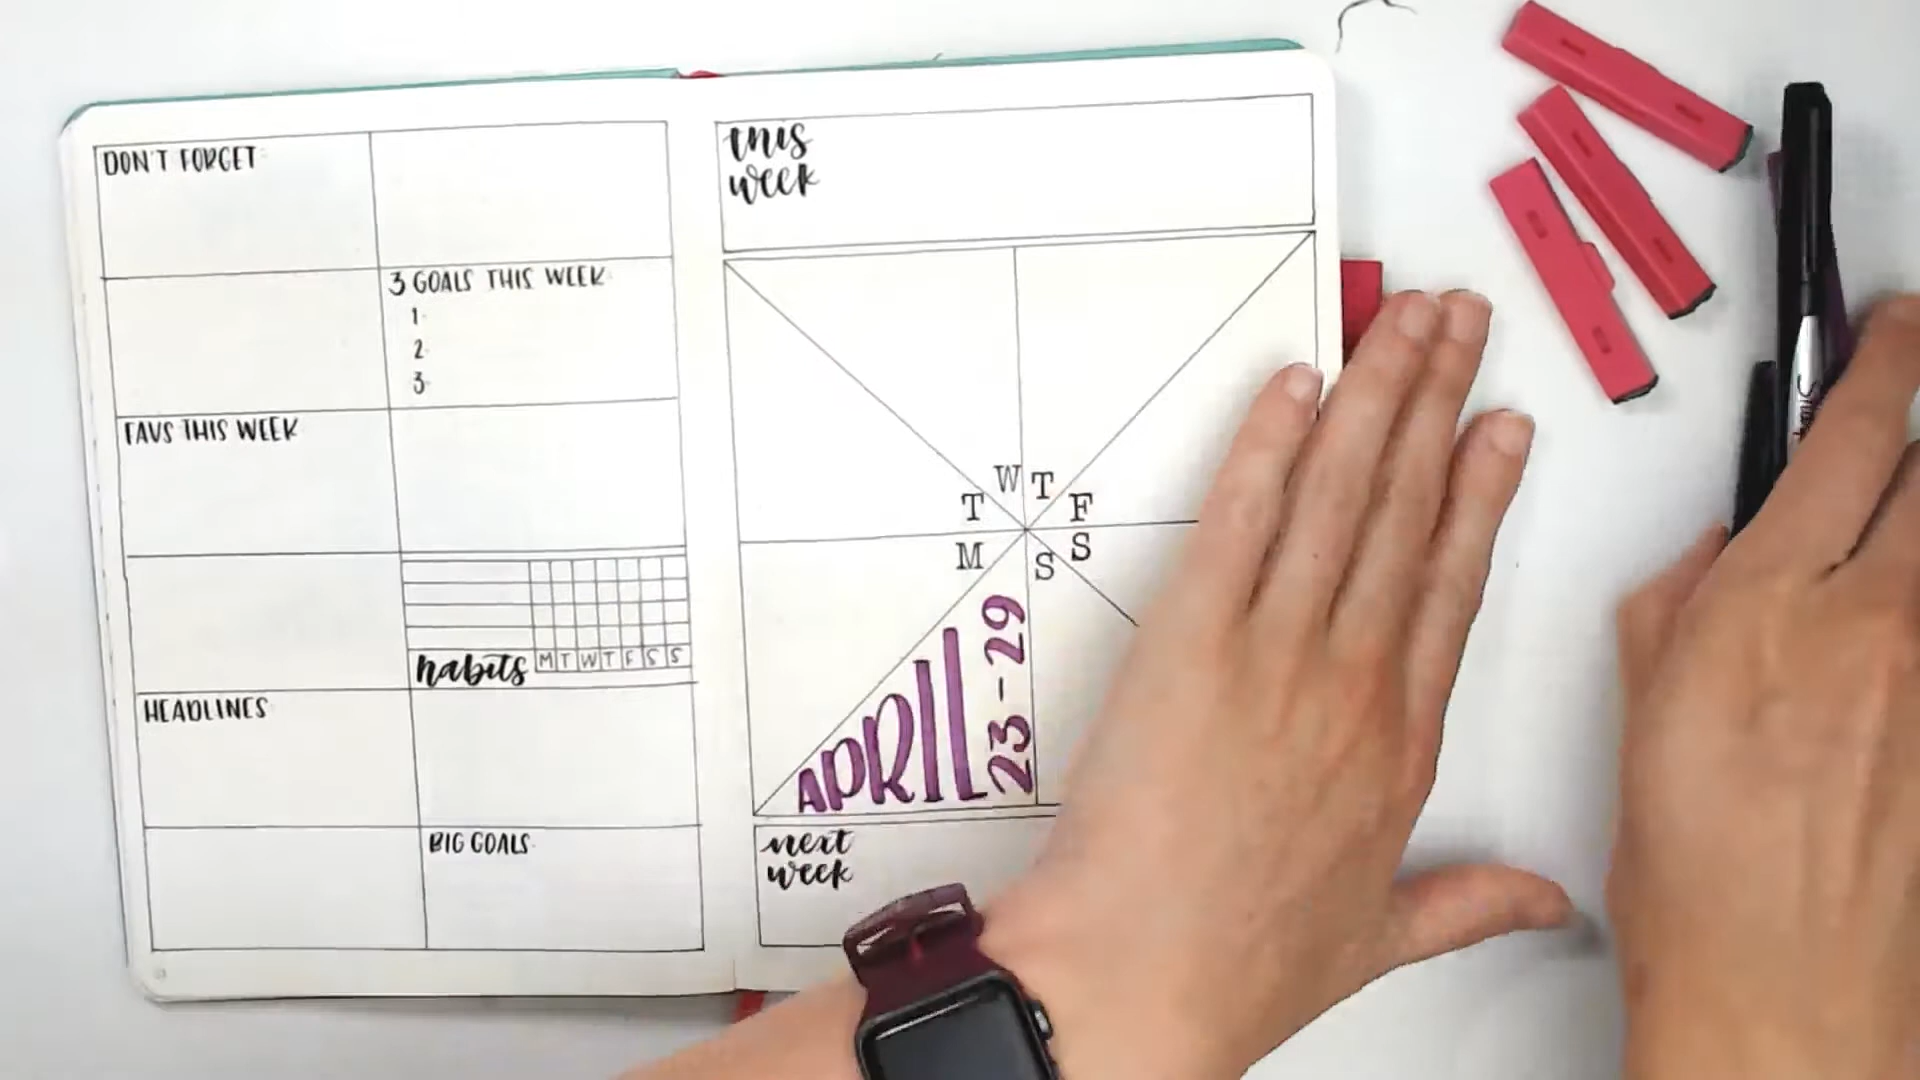 DON'T FORGET
3 GOALS THIS WEEK
1.
2.
3.
FAVS THIS WEEK
habits M T W T F S S
HEADLINES
BIG GOALS
this
week
W T
T F
M S
S
APRIL
23-29
next
week